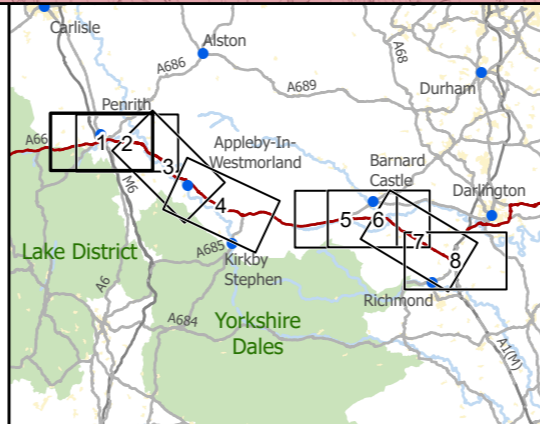 Carlisle
Alston
A68
A686
A689
Durham
Penrith
A66
1
2
3
Appleby-In-
Westmorland
Barnard
Castle
Darlington
M6
4
5
6
7
8
Lake District
A685
Kirkby
Stephen
Richmond
A6
A684
Yorkshire
Dales
A1(M)